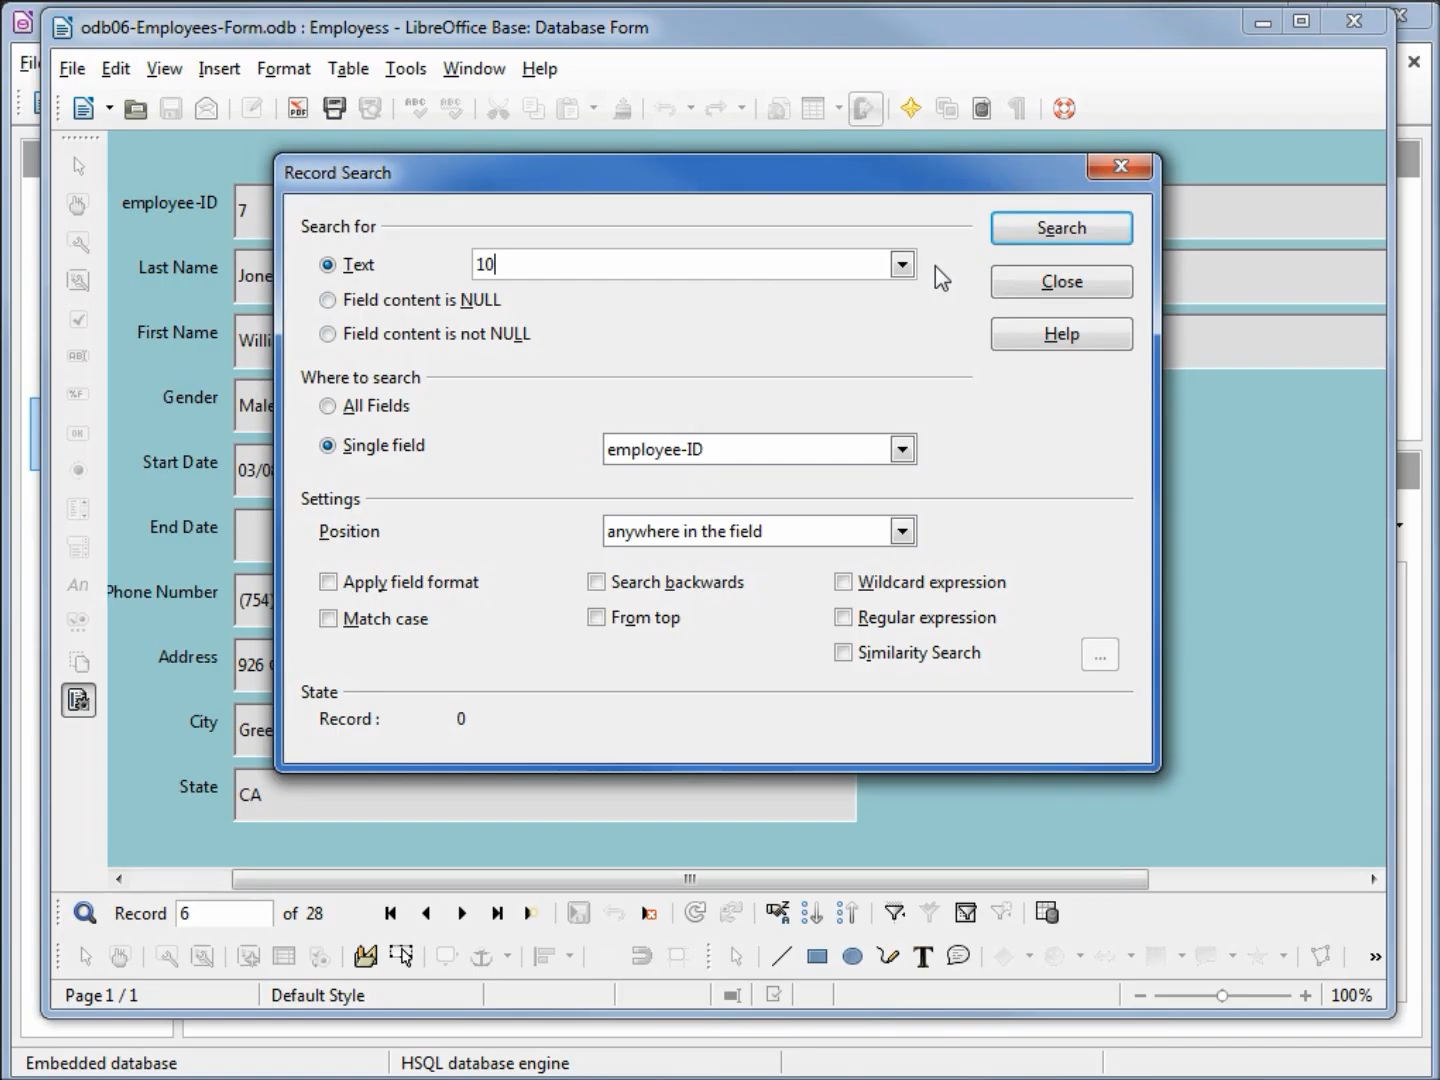 odb06-Employees-Form.odb : Employess - LibreOffice Base: Database Form
File Edit View Insert Format Table Tools Window Help
PDF ABC ABC
employee-ID 7
Last Name Jone
First Name Willi
Gender Male
Start Date 03/0
End Date
Phone Number (754)
Address 926
City Gree
State CA
Record Search
Search for
Text 10
Field content is NULL
Field content is not NULL
Search
Close
Help
Where to search
All Fields
Single field employee-ID
Settings
Position anywhere in the field
Apply field format Search backwards Wildcard expression
Match case From top Regular expression
Similarity Search ...
State
Record : 0
Record 6 of 28
Page 1 / 1 Default Style 100%
Embedded database HSQL database engine